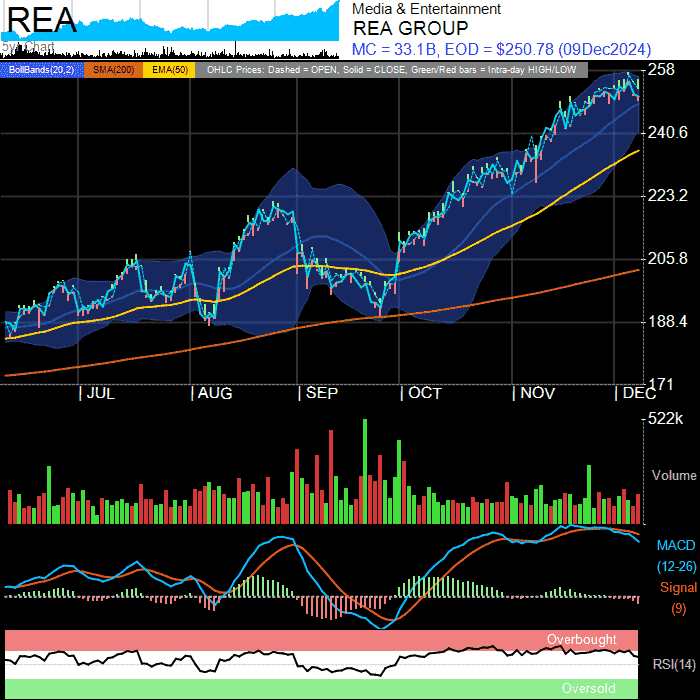 REA
Media & Entertainment
REA GROUP
MC = 33.1B, EOD = $250.78 (09Dec2024)
Chart
BollBands(20,2) SMA(200) EMA(50) OHLC Prices: Dashed = OPEN, Solid = CLOSE, Green/Red bars = Intra-day HIGH/LOW
258
240.6
223.2
205.8
188.4
171
JUL AUG SEP OCT NOV DEC
522k
Volume
MACD
(12-26)
Signal
(9)
Overbought
RSI(14)
Oversold